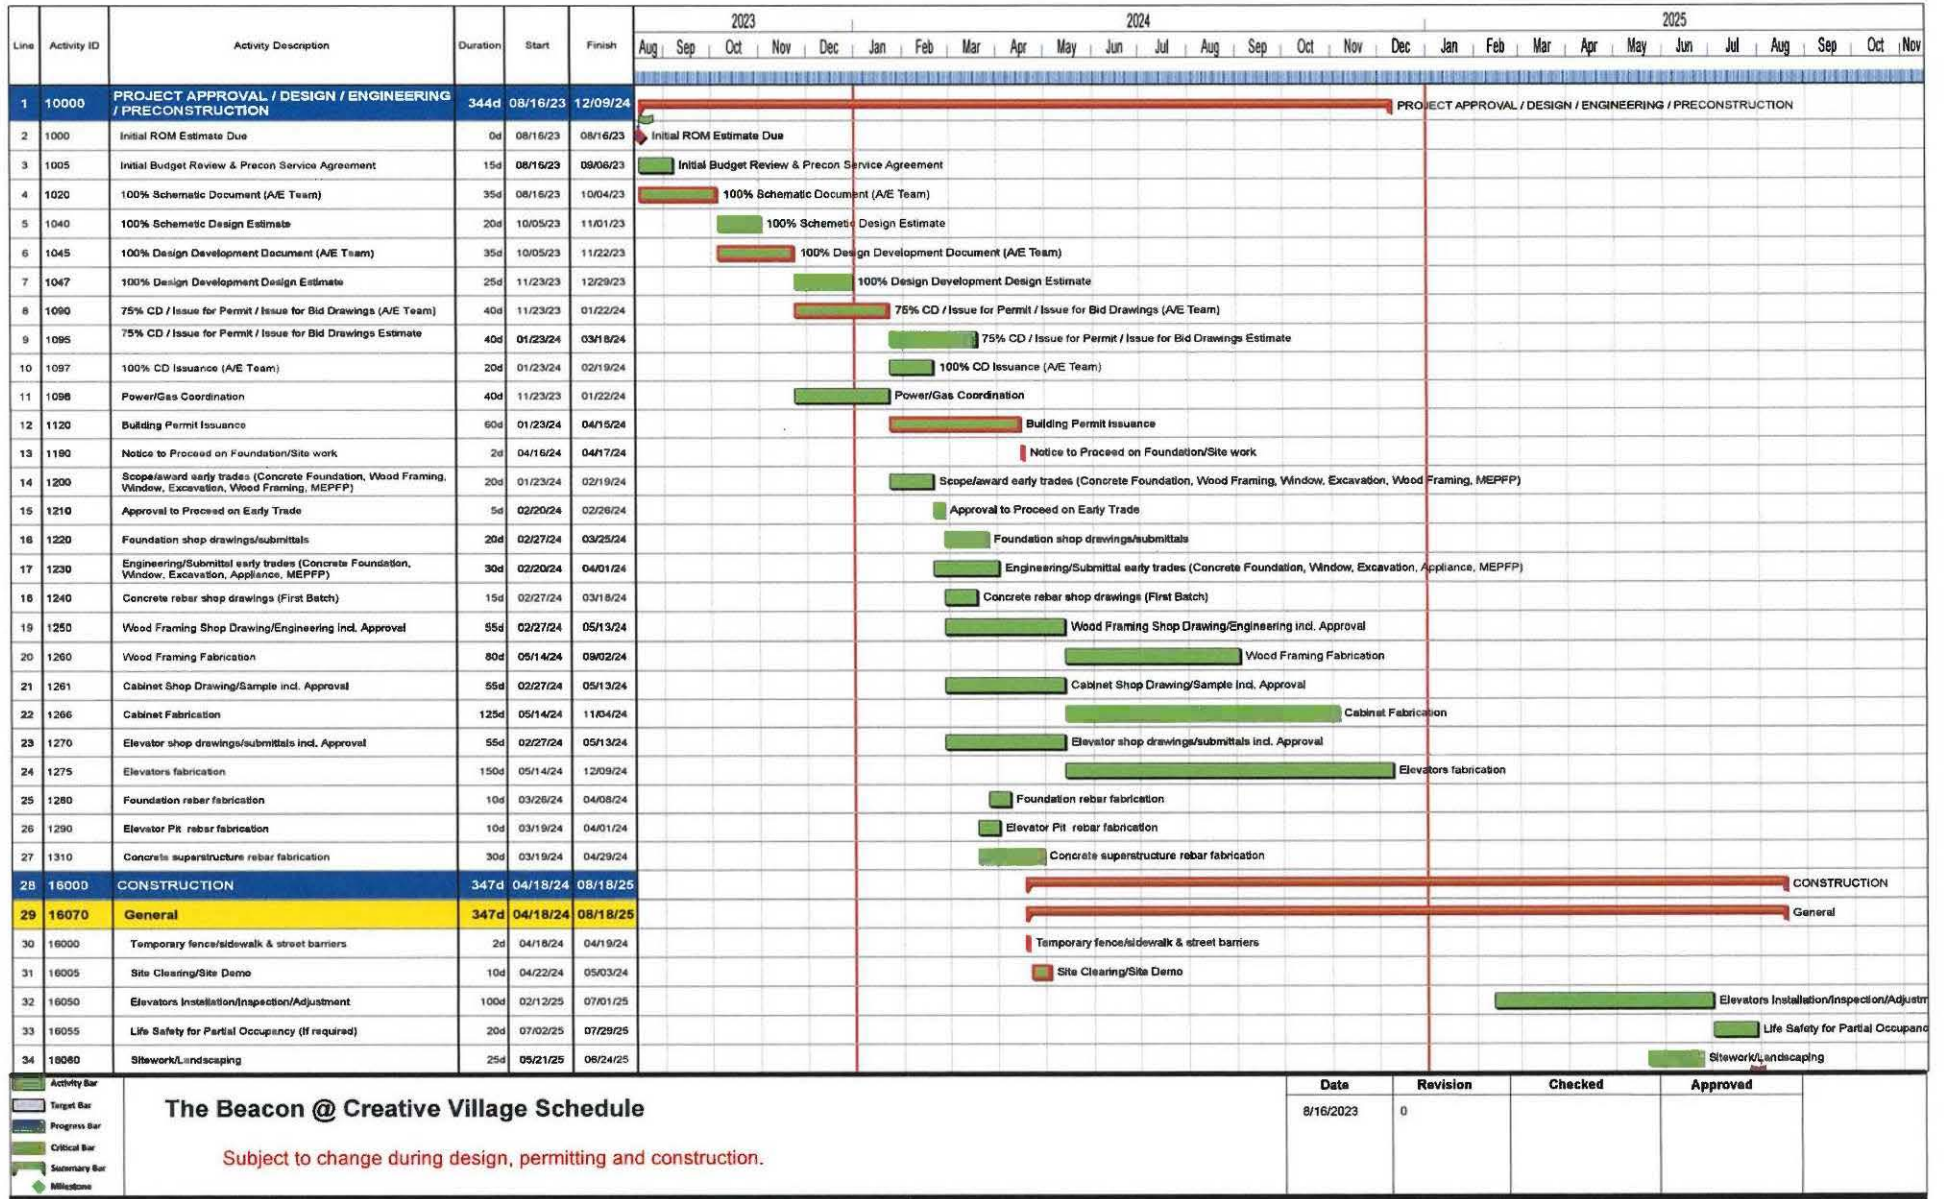 2023 2024 2025
Line Activity ID Activity Description Duration Start Finish Aug Sep Oct Nov Dec Jan Feb Mar Apr May Jun Jul Aug Sep Oct Nov Dec Jan Feb Mar Apr May Jun Jul Aug Sep Oct Nov
1 10000 PROJECT APPROVAL / DESIGN / ENGINEERING / PRECONSTRUCTION 344d 08/16/23 12/09/24 PROJECT APPROVAL / DESIGN / ENGINEERING / PRECONSTRUCTION
2 1000 Initial ROM Estimate Due 0d 08/16/23 08/16/23 Initial ROM Estimate Due
3 1005 Initial Budget Review & Precon Service Agreement 15d 08/16/23 09/06/23 Initial Budget Review & Precon Service Agreement
4 1020 100% Schematic Document (A/E Team) 35d 08/16/23 10/04/23 100% Schematic Document (A/E Team)
5 1040 100% Schemetic Design Estimate 20d 10/05/23 11/01/23 100% Schemetic Design Estimate
6 1045 100% Design Development Document (A/E Team) 35d 10/05/23 11/22/23 100% Design Development Document (A/E Team)
7 1047 100% Design Development Design Estimate 25d 11/23/23 12/29/23 100% Design Development Design Estimate
8 1090 75% CD / Issue for Permit / Issue for Bid Drawings (A/E Team) 40d 11/23/23 01/22/24 75% CD / Issue for Permit / Issue for Bid Drawings (A/E Team)
9 1095 75% CD / Issue for Permit / Issue for Bid Drawings Estimate 40d 01/23/24 03/18/24 75% CD / Issue for Permit / Issue for Bid Drawings Estimate
10 1097 100% CD Issuance (A/E Team) 20d 01/23/24 02/19/24 100% CD Issuance (A/E Team)
11 1098 Power/Gas Coordination 40d 11/23/23 01/22/24 Power/Gas Coordination
12 1120 Building Permit Issuance 60d 01/23/24 04/15/24 Building Permit Issuance
13 1190 Notice to Proceed on Foundation/Site work 2d 04/16/24 04/17/24 Notice to Proceed on Foundation/Site work
14 1200 Scope/award early trades (Concrete Foundation, Wood Framing, Window, Excavation, Wood Framing, MEPFP) 20d 01/23/24 02/19/24 Scope/award early trades (Concrete Foundation, Wood Framing, Window, Excavation, Wood Framing, MEPFP)
15 1210 Approval to Proceed on Early Trade 5d 02/20/24 02/26/24 Approval to Proceed on Early Trade
16 1220 Foundation shop drawings/submittals 20d 02/27/24 03/25/24 Foundation shop drawings/submittals
17 1230 Engineering/Submittal early trades (Concrete Foundation, Window, Excavation, Appliance, MEPFP) 30d 02/20/24 04/01/24 Engineering/Submittal early trades (Concrete Foundation, Window, Excavation, Appliance, MEPFP)
18 1240 Concrete rebar shop drawings (First Batch) 15d 02/27/24 03/18/24 Concrete rebar shop drawings (First Batch)
19 1250 Wood Framing Shop Drawing/Engineering incl. Approval 55d 02/27/24 05/13/24 Wood Framing Shop Drawing/Engineering incl. Approval
20 1260 Wood Framing Fabrication 80d 05/14/24 09/02/24 Wood Framing Fabrication
21 1261 Cabinet Shop Drawing/Sample incl. Approval 55d 02/27/24 05/13/24 Cabinet Shop Drawing/Sample incl. Approval
22 1266 Cabinet Fabrication 125d 05/14/24 11/04/24 Cabinet Fabrication
23 1270 Elevator shop drawings/submittals incl. Approval 55d 02/27/24 05/13/24 Elevator shop drawings/submittals incl. Approval
24 1275 Elevators fabrication 150d 05/14/24 12/09/24 Elevators fabrication
25 1280 Foundation rebar fabrication 10d 03/26/24 04/08/24 Foundation rebar fabrication
26 1290 Elevator Pit rebar fabrication 10d 03/19/24 04/01/24 Elevator Pit rebar fabrication
27 1310 Concrete superstructure rebar fabrication 30d 03/19/24 04/29/24 Concrete superstructure rebar fabrication
28 16000 CONSTRUCTION 347d 04/18/24 08/18/25 CONSTRUCTION
29 16070 General 347d 04/18/24 08/18/25 General
30 16000 Temporary fence/sidewalk & street barriers 2d 04/18/24 04/19/24 Temporary fence/sidewalk & street barriers
31 16005 Site Clearing/Site Demo 10d 04/22/24 05/03/24 Site Clearing/Site Demo
32 16050 Elevators Installation/Inspection/Adjustment 100d 02/12/25 07/01/25 Elevators Installation/Inspection/Adjustm
33 16055 Life Safety for Partial Occupancy (If required) 20d 07/02/25 07/29/25 Life Safety for Partial Occupanc
34 16060 Sitework/Landscaping 25d 05/21/25 06/24/25 Sitework/Landscaping
Activity Bar
Target Bar
Progress Bar
Critical Bar
Summary Bar
Milestone
The Beacon @ Creative Village Schedule
Subject to change during design, permitting and construction.
Date Revision Checked Approved
8/16/2023 0